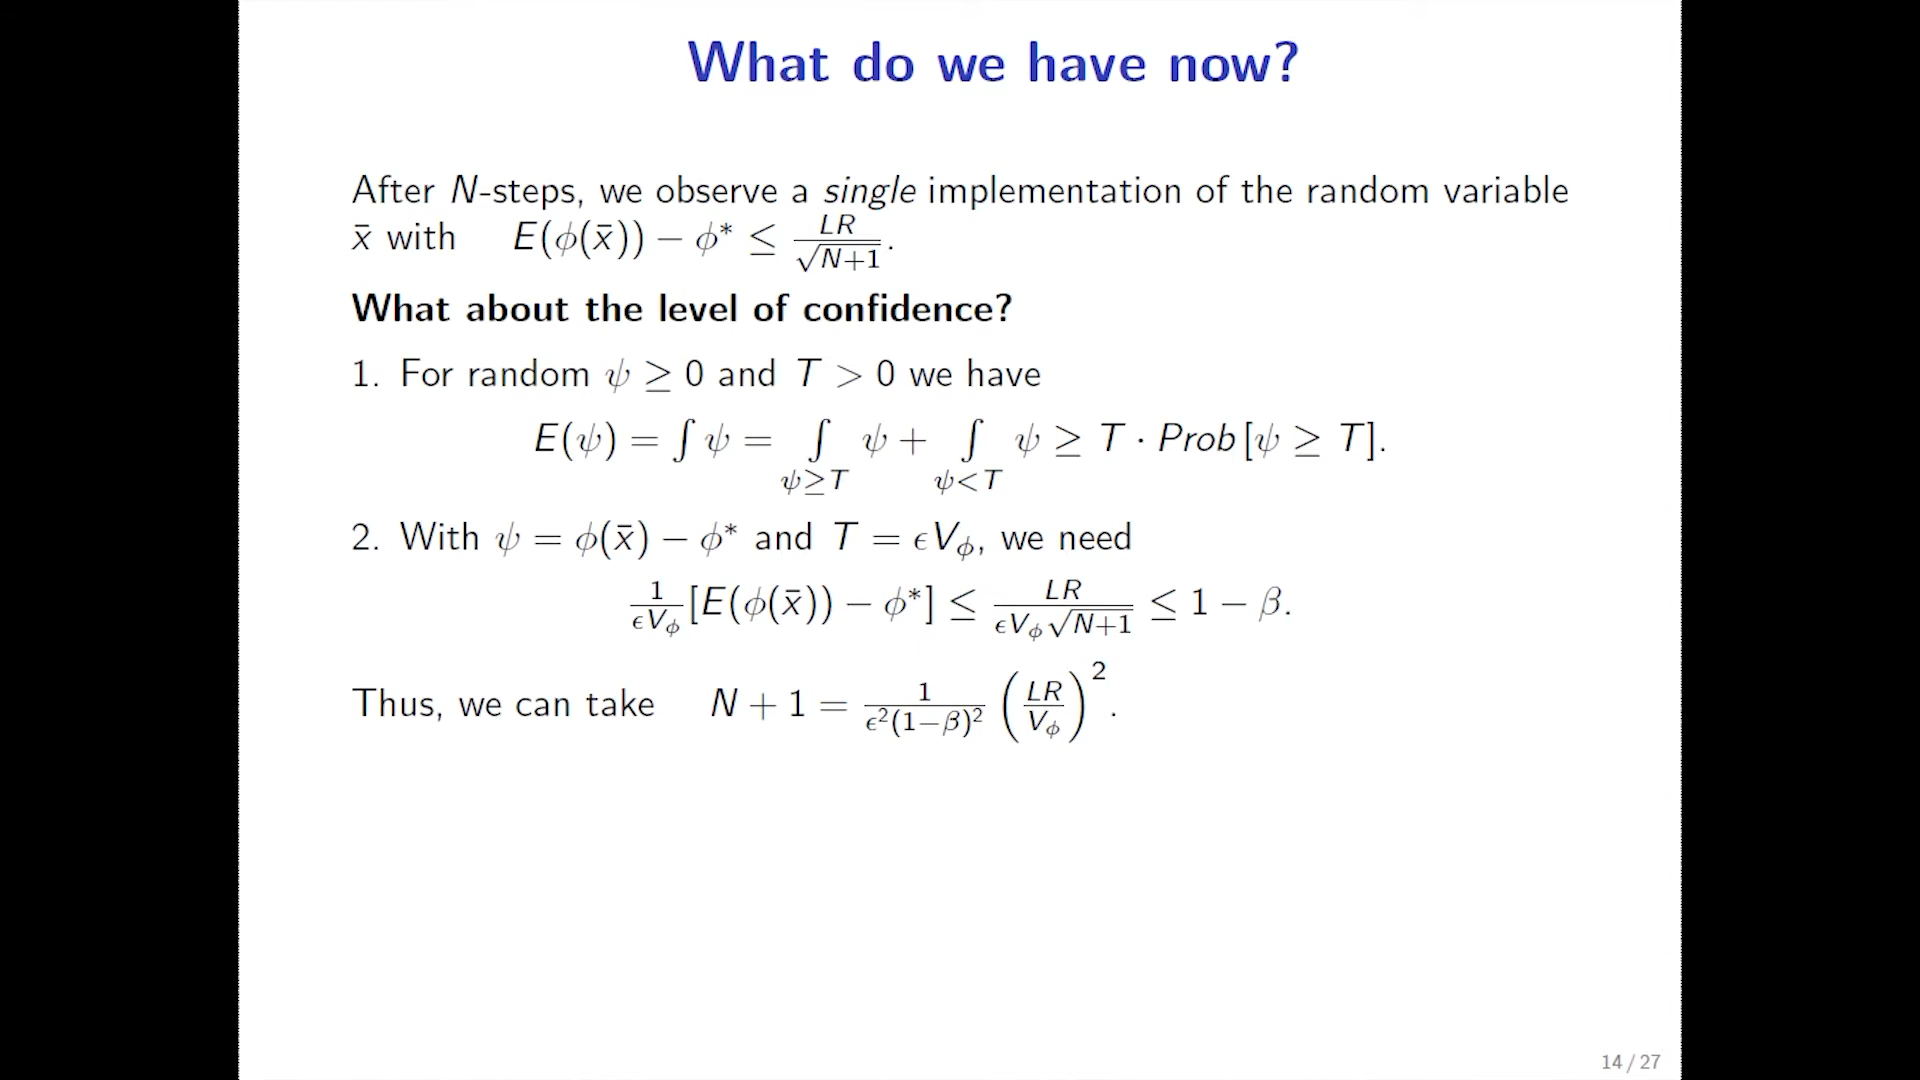 What do we have now?
After N-steps, we observe a single implementation of the random variable
x̄ with E(ϕ(x̄)) − ϕ* ≤ LR/√(N+1).
What about the level of confidence?
1. For random ψ ≥ 0 and T > 0 we have
E(ψ) = ∫ψ = ∫_{ψ≥T} ψ + ∫_{ψ<T} ψ ≥ T · Prob[ψ ≥ T].
2. With ψ = ϕ(x̄) − ϕ* and T = ϵV_ϕ, we need
1/(ϵV_ϕ) [E(ϕ(x̄)) − ϕ*] ≤ LR/(ϵV_ϕ√(N+1)) ≤ 1 − β.
Thus, we can take N + 1 = 1/(ϵ²(1−β)²) (LR/V_ϕ)².
14 / 27